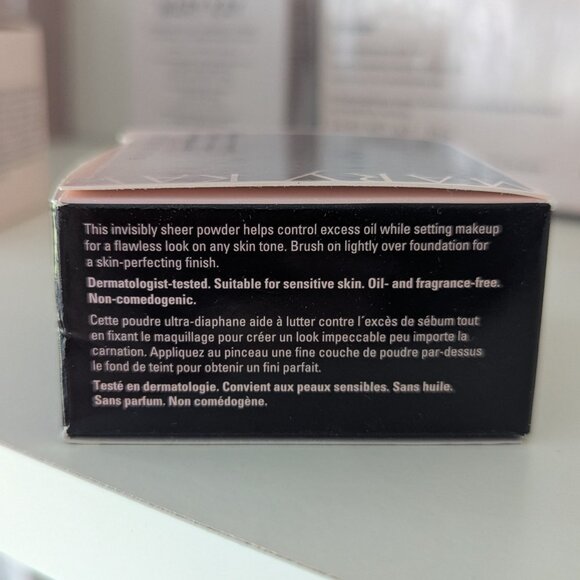 MARY KAY
This invisibly sheer powder helps control excess oil while setting makeup
for a flawless look on any skin tone. Brush on lightly over foundation for
a skin-perfecting finish.
Dermatologist-tested. Suitable for sensitive skin. Oil- and fragrance-free.
Non-comedogenic.
Cette poudre ultra-diaphane aide à lutter contre l´excès de sébum tout
en fixant le maquillage pour créer un look impeccable peu importe la
carnation. Appliquez au pinceau une fine couche de poudre par-dessus
le fond de teint pour obtenir un fini parfait.
Testé en dermatologie. Convient aux peaux sensibles. Sans huile.
Sans parfum. Non comédogène.